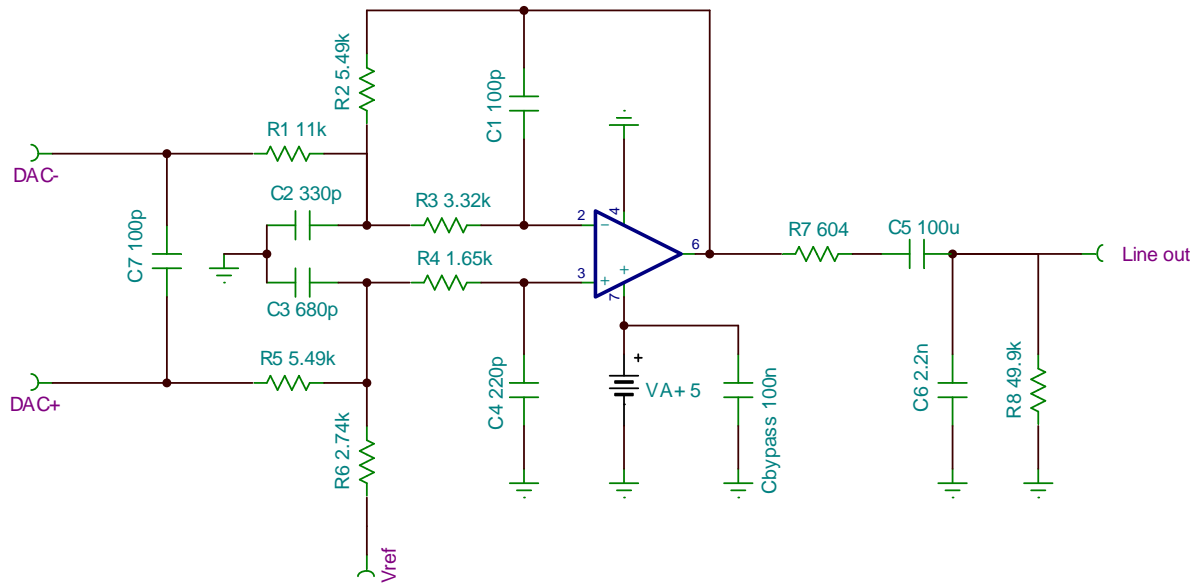 R2 5.49k
C1 100p
R1 11k
DAC-
C2 330p
R3 3.32k
4
2
−
6
R7 604
C5 100u
Line out
C7 100p
R4 1.65k
3
+
+
7
C3 680p
R5 5.49k
DAC+
C4 220p
+
VA+ 5
Cbypass 100n
C6 2.2n
R8 49.9k
R6 2.74k
Vref